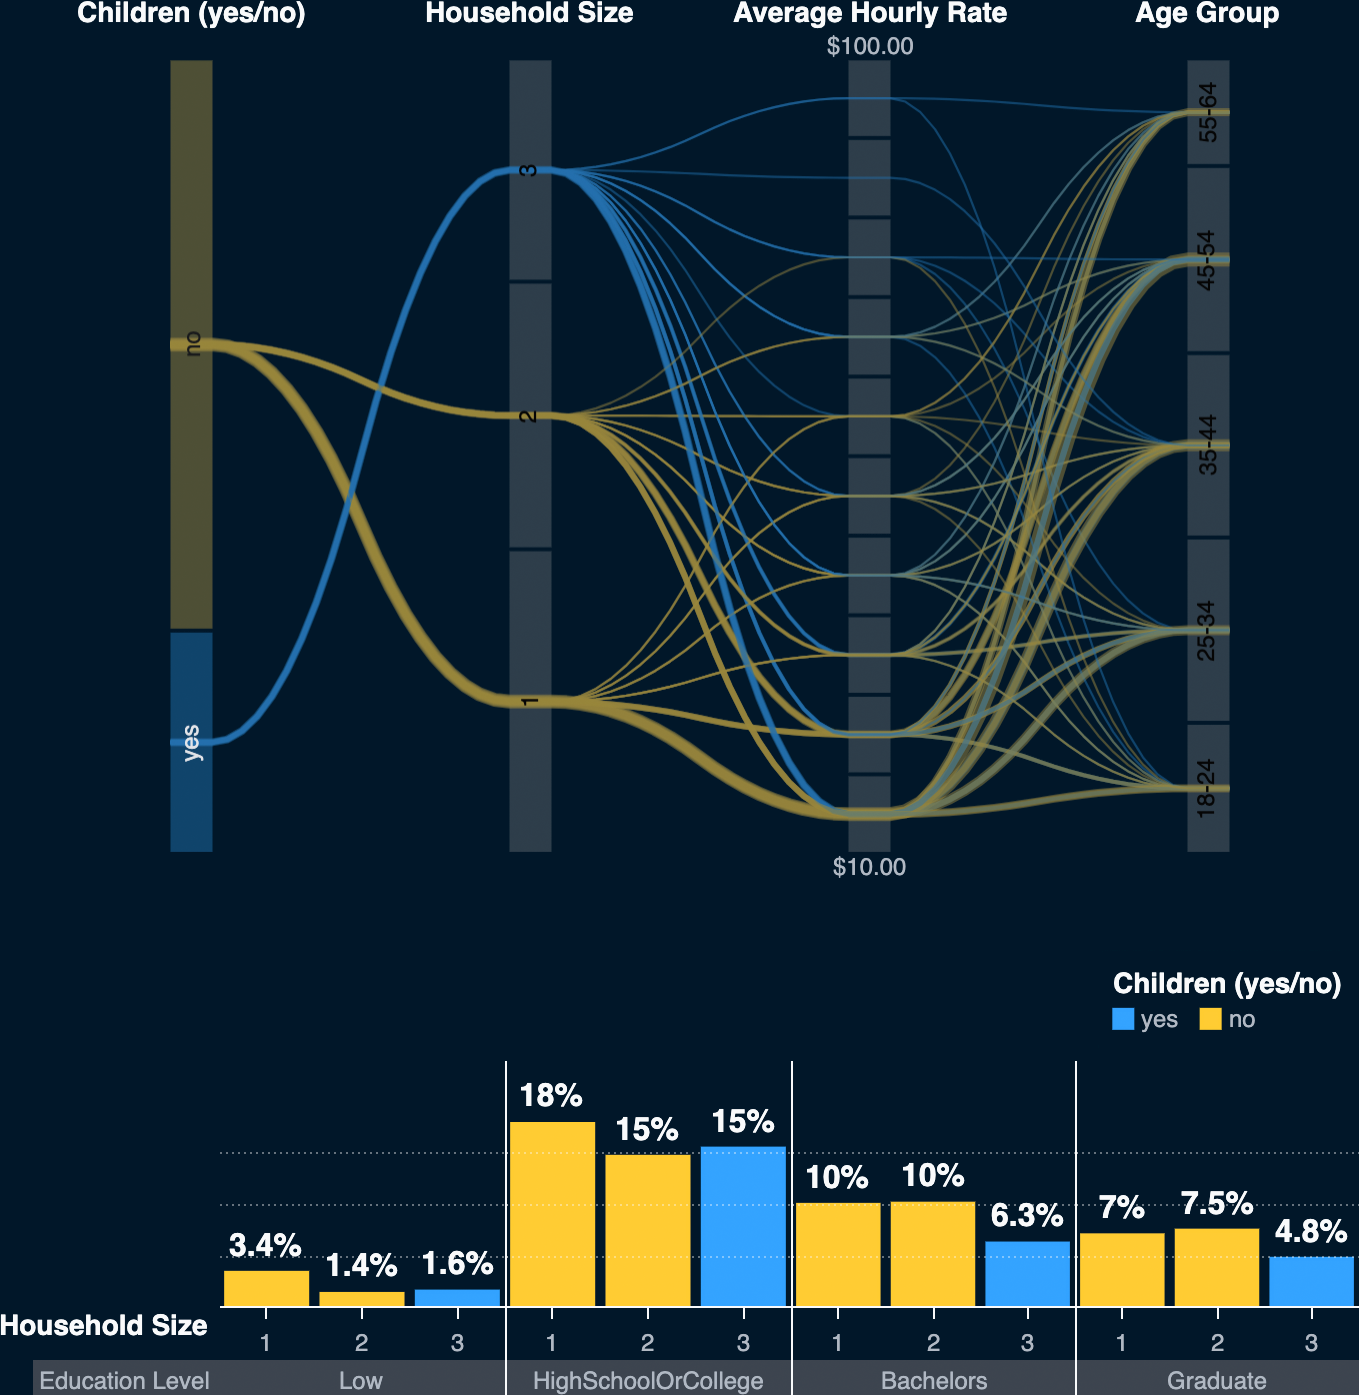 Children (yes/no) Household Size Average Hourly Rate Age Group
$100.00
55-64
3
45-54
no
2
35-44
25-34
1
yes
18-24
$10.00
Children (yes/no)
yes no
18%
15% 15%
10% 10%
7% 7.5%
6.3%
4.8%
3.4%
1.4% 1.6%
Household Size
1 2 3 1 2 3 1 2 3 1 2 3
Education Level Low HighSchoolOrCollege Bachelors Graduate